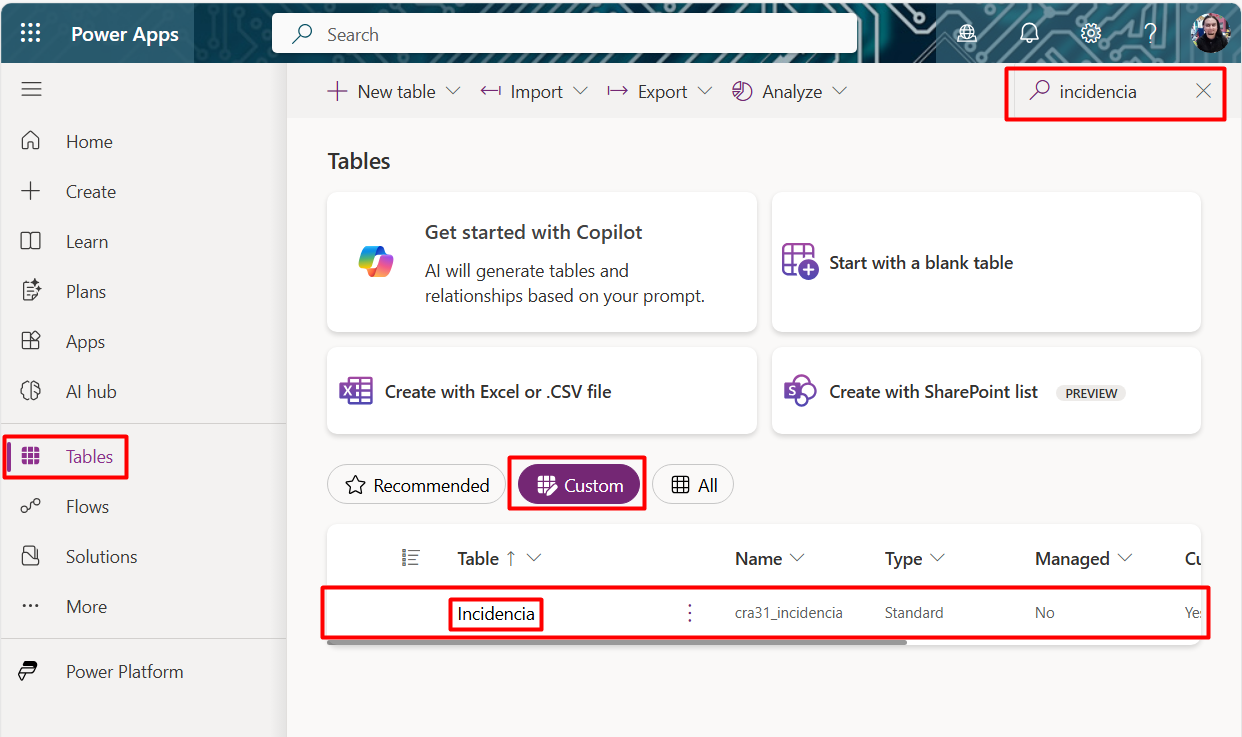 Power Apps
Search
New table
Import
Export
Analyze
incidencia
Home
Create
Learn
Plans
Apps
AI hub
Tables
Flows
Solutions
More
Power Platform
Tables
Get started with Copilot
AI will generate tables and
relationships based on your prompt.
Start with a blank table
Create with Excel or .CSV file
Create with SharePoint list PREVIEW
Recommended Custom All
Table Name Type Managed Cu
Incidencia cra31_incidencia Standard No Yes